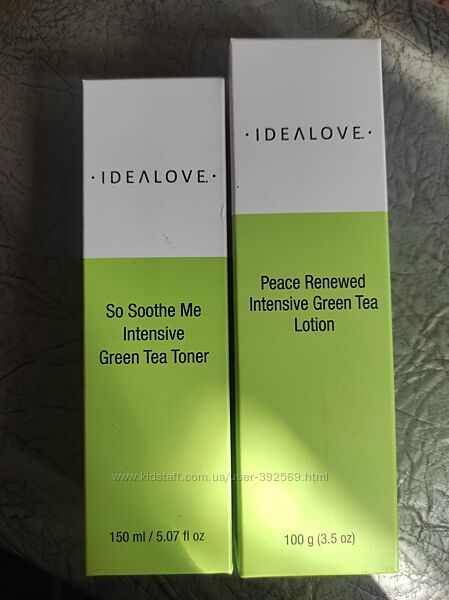 · IDEALOVE. ·
So Soothe Me
Intensive
Green Tea Toner
150 ml / 5.07 fl oz
· IDEALOVE. ·
Peace Renewed
Intensive Green Tea
Lotion
100 g (3.5 oz)
www.kidstaff.com.ua/user-392569.html